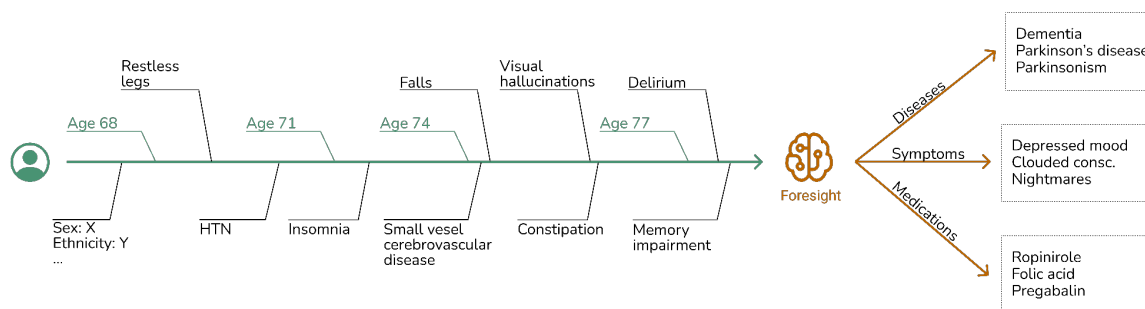 Restless
legs
Age 68
Sex: X
Ethnicity: Y
...
HTN
Age 71
Insomnia
Age 74
Falls
Small vesel
cerebrovascular
disease
Visual
hallucinations
Constipation
Age 77
Delirium
Memory
impairment
Foresight
Diseases
Symptoms
Medications
Dementia
Parkinson's disease
Parkinsonism
Depressed mood
Clouded consc.
Nightmares
Ropinirole
Folic acid
Pregabalin